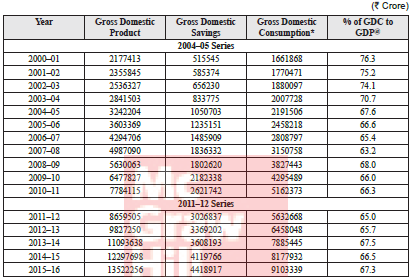 (₹ Crore)
Year Gross Domestic Product Gross Domestic Savings Gross Domestic Consumption* % of GDC to GDP@
2004–05 Series
2000–01 2177413 515545 1661868 76.3
2001–02 2355845 585374 1770471 75.2
2002–03 2536327 656230 1880097 74.1
2003–04 2841503 833775 2007728 70.7
2004–05 3242204 1050703 2191506 67.6
2005–06 3603369 1235151 2458218 66.6
2006–07 4294706 1485909 2808797 65.4
2007–08 4987090 1836332 3150758 63.2
2008–09 5630063 1802620 3827443 68.0
2009–10 6477827 2182338 4295489 66.0
2010–11 7784115 2621742 5162373 66.3
2011–12 Series
2011–12 8659505 3026837 5632668 65.0
2012–13 9827250 3369202 6458048 65.7
2013–14 11093638 3608193 7885445 67.5
2014–15 12297698 4119766 8177932 66.5
2015–16 13522256 4418917 9103339 67.3
Mc
Graw
Hill